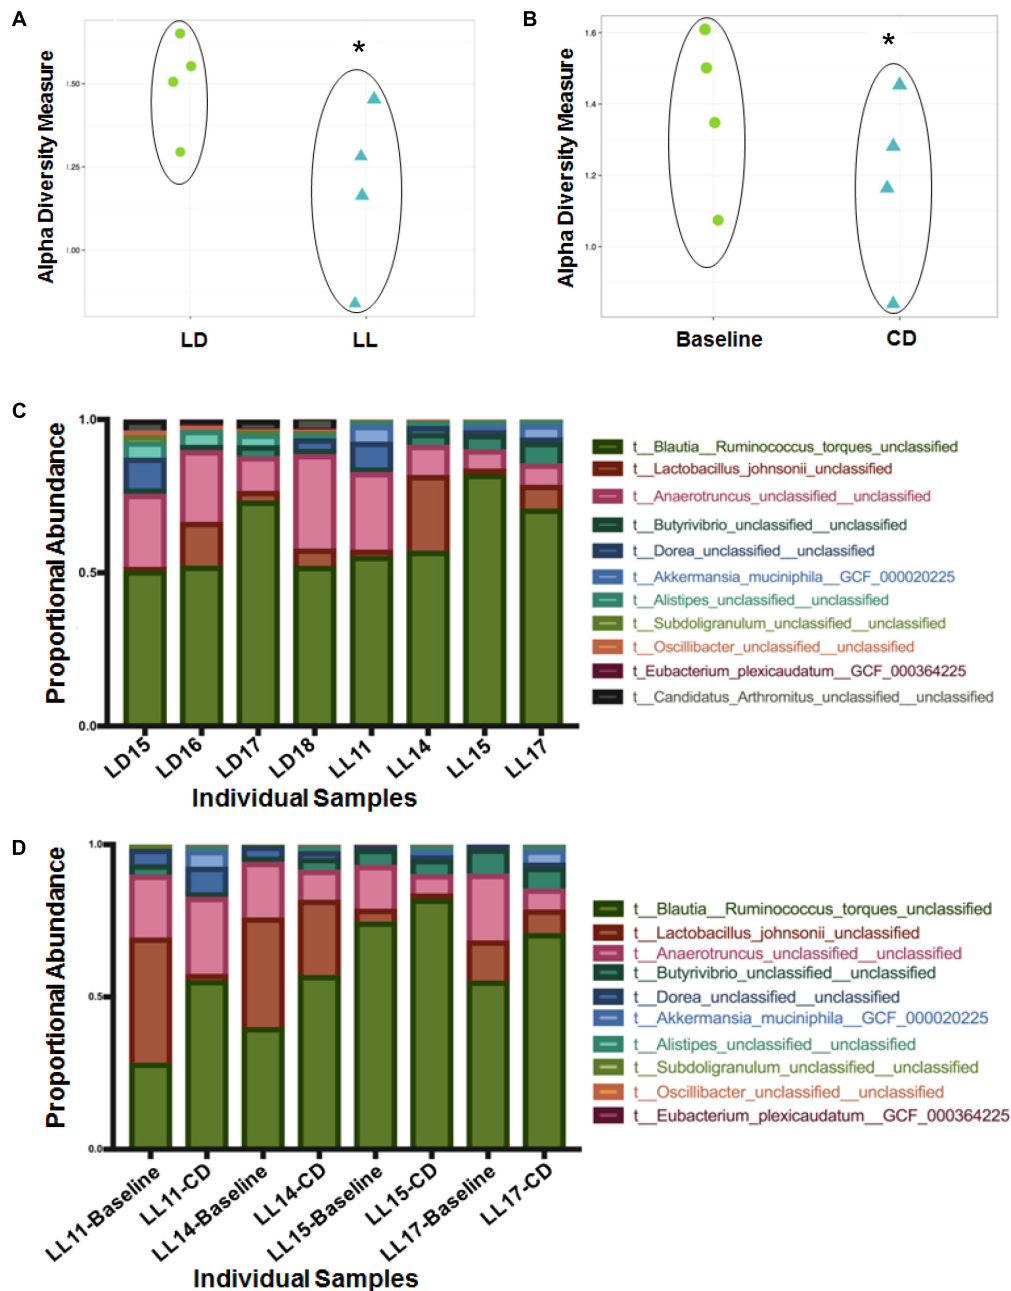 A
B
*
*
Alpha Diversity Measure
.50
.25
.00
LD
LL
Alpha Diversity Measure
1.6
1.4
1.2
1.0
Baseline
CD
C
Proportional Abundance
1.0
0.5
0.0
LD15
LD16
LD17
LD18
LL11
LL14
LL15
LL17
Individual Samples
t__Blautia__Ruminococcus_torques_unclassified
t__Lactobacillus_johnsonii_unclassified
t__Anaerotruncus_unclassified__unclassified
t__Butyrivibrio_unclassified__unclassified
t__Dorea_unclassified__unclassified
t__Akkermansia_muciniphila__GCF_000020225
t__Alistipes_unclassified__unclassified
t__Subdoligranulum_unclassified__unclassified
t__Oscillibacter_unclassified__unclassified
t_Eubacterium_plexicaudatum__GCF_000364225
t__Candidatus_Arthromitus_unclassified__unclassified
D
Proportional Abundance
1.0
0.5
0.0
LL11-Baseline
LL11-CD
LL14-Baseline
LL14-CD
LL15-Baseline
LL15-CD
LL17-Baseline
LL17-CD
Individual Samples
t__Blautia__Ruminococcus_torques_unclassified
t__Lactobacillus_johnsonii_unclassified
t__Anaerotruncus_unclassified__unclassified
t__Butyrivibrio_unclassified__unclassified
t__Dorea_unclassified__unclassified
t__Akkermansia_muciniphila__GCF_000020225
t__Alistipes_unclassified__unclassified
t__Subdoligranulum_unclassified__unclassified
t__Oscillibacter_unclassified__unclassified
t__Eubacterium_plexicaudatum__GCF_000364225